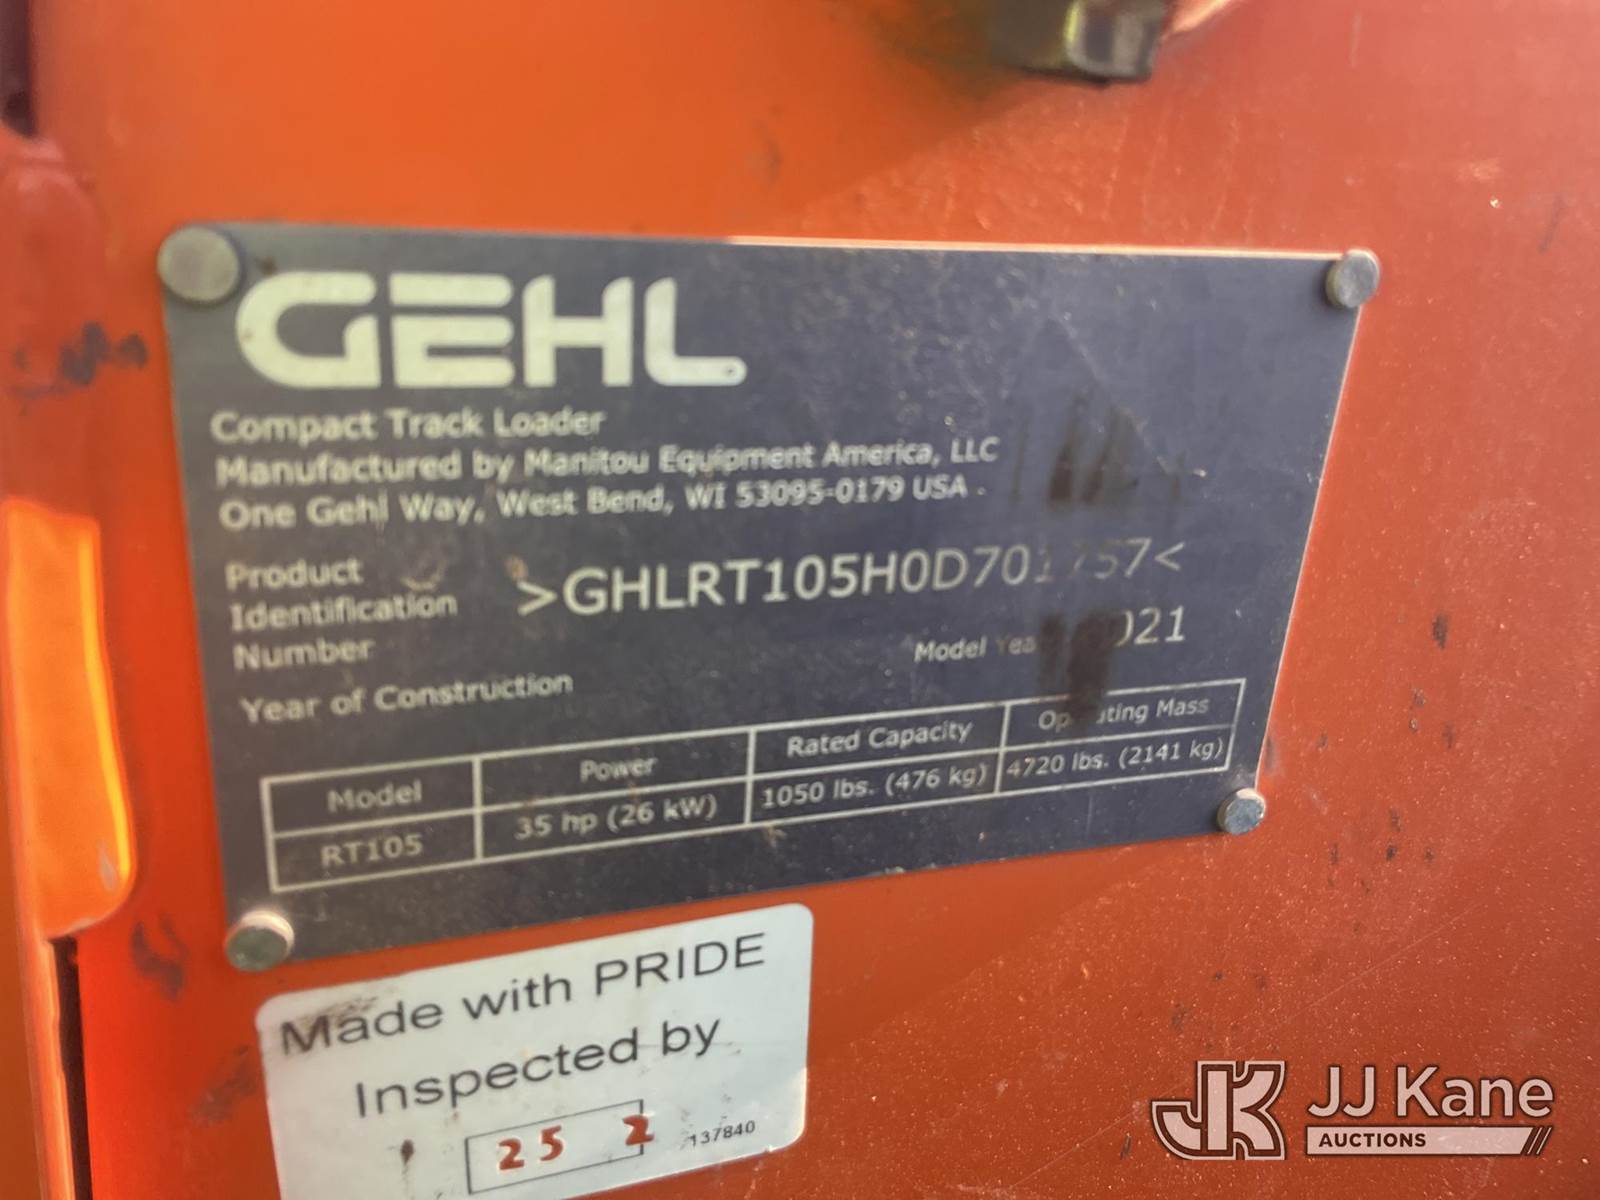 GEHL
Compact Track Loader
Manufactured by Manitou Equipment America, LLC
One Gehl Way, West Bend, WI 53095-0179 USA
Product
Identification
Number
Model
Year of Construction
Model Power Rated Capacity Mass
RT105 35 hp (26 kW) 1050 lbs. (476 kg) 4720 lbs. (2141 kg)
Made with PRIDE
Inspected by
25 2 137840
JK JJ Kane
AUCTIONS